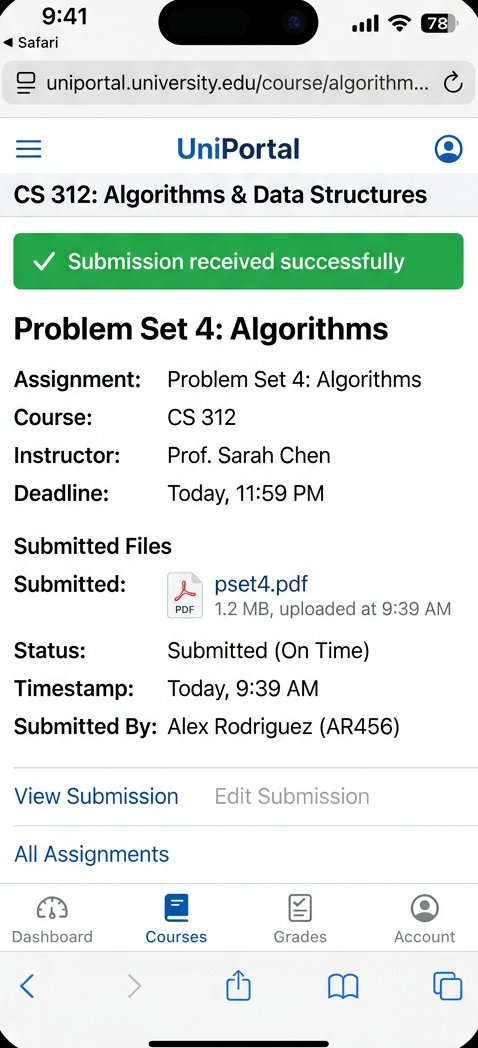 9:41
78
◀ Safari
uniportal.university.edu/course/algorithm...
UniPortal
CS 312: Algorithms & Data Structures
Submission received successfully
Problem Set 4: Algorithms
Assignment: Problem Set 4: Algorithms
Course: CS 312
Instructor: Prof. Sarah Chen
Deadline: Today, 11:59 PM
Submitted Files
Submitted: pset4.pdf
PDF 1.2 MB, uploaded at 9:39 AM
Status: Submitted (On Time)
Timestamp: Today, 9:39 AM
Submitted By: Alex Rodriguez (AR456)
View Submission Edit Submission
All Assignments
Dashboard Courses Grades Account